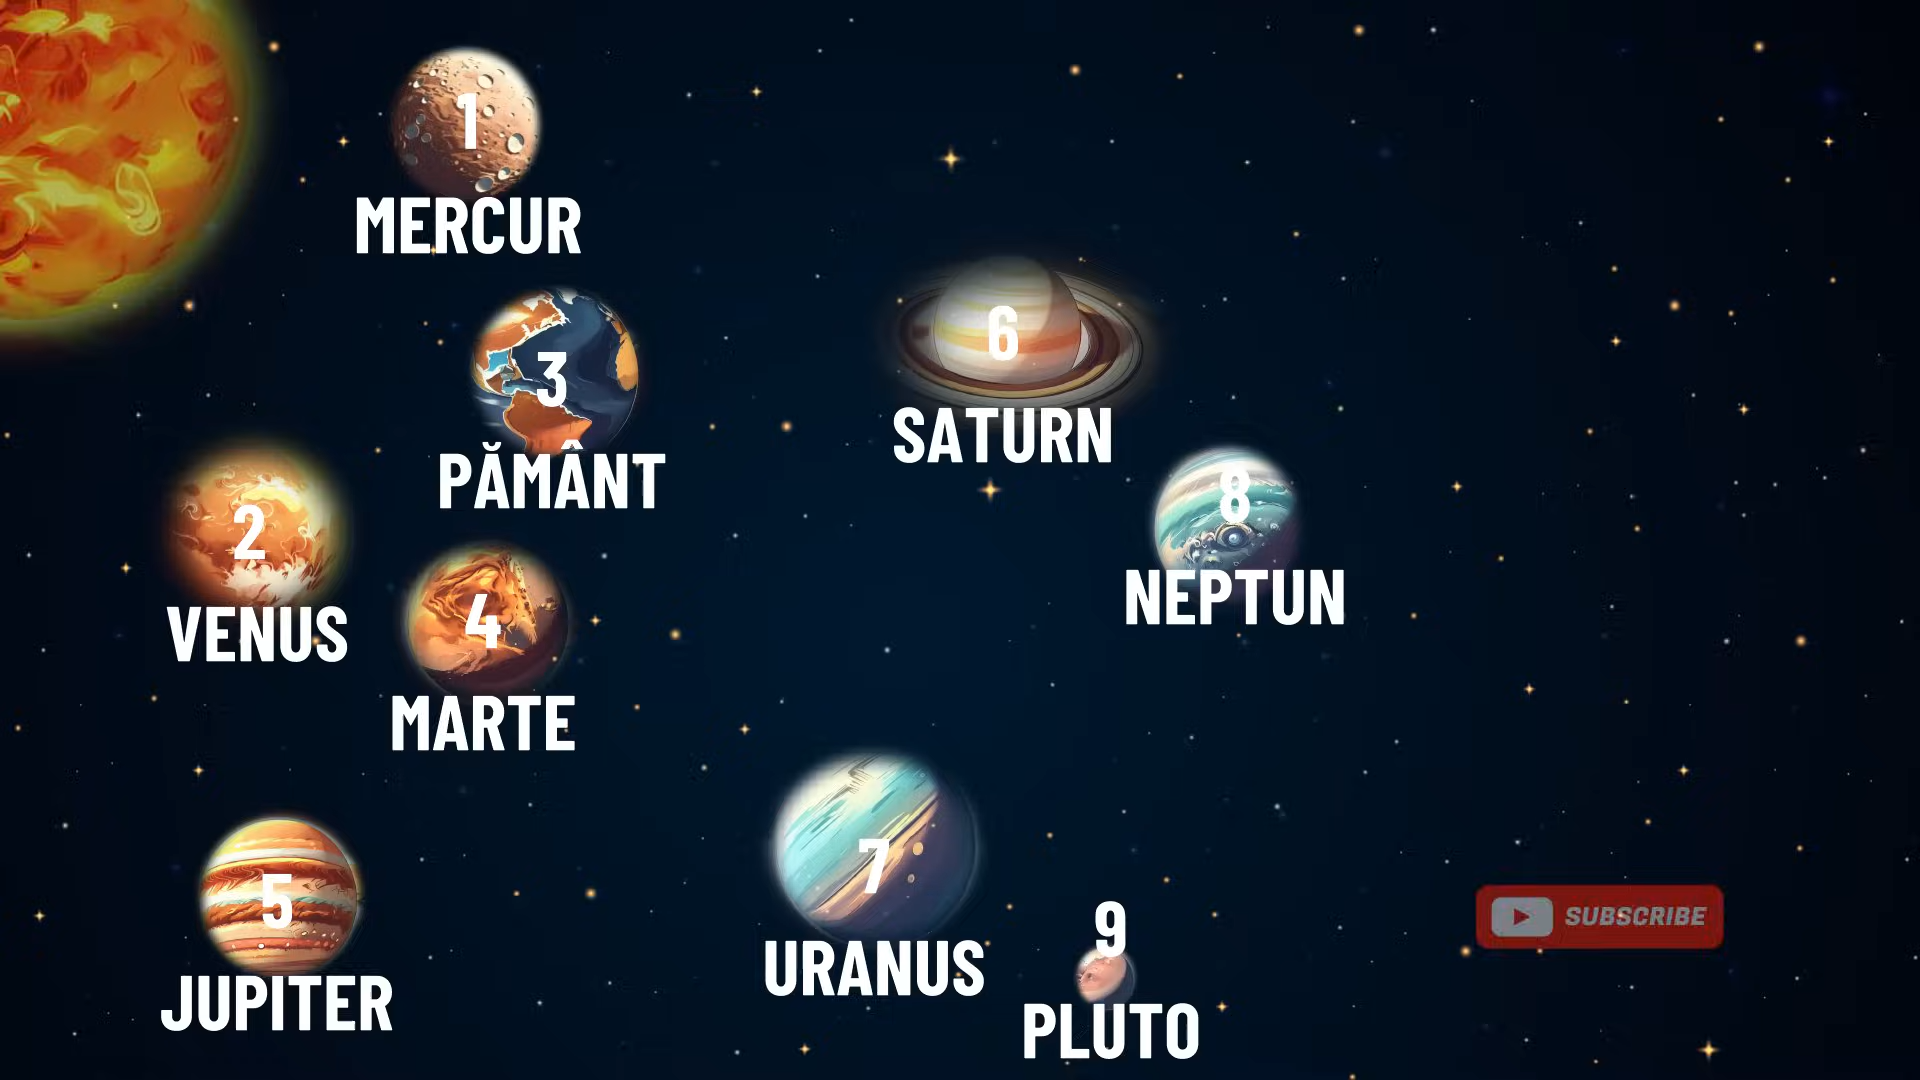 1
MERCUR
3
PĂMÂNT
6
SATURN
8
NEPTUN
2
VENUS
4
MARTE
5
JUPITER
7
URANUS
9
PLUTO
SUBSCRIBE